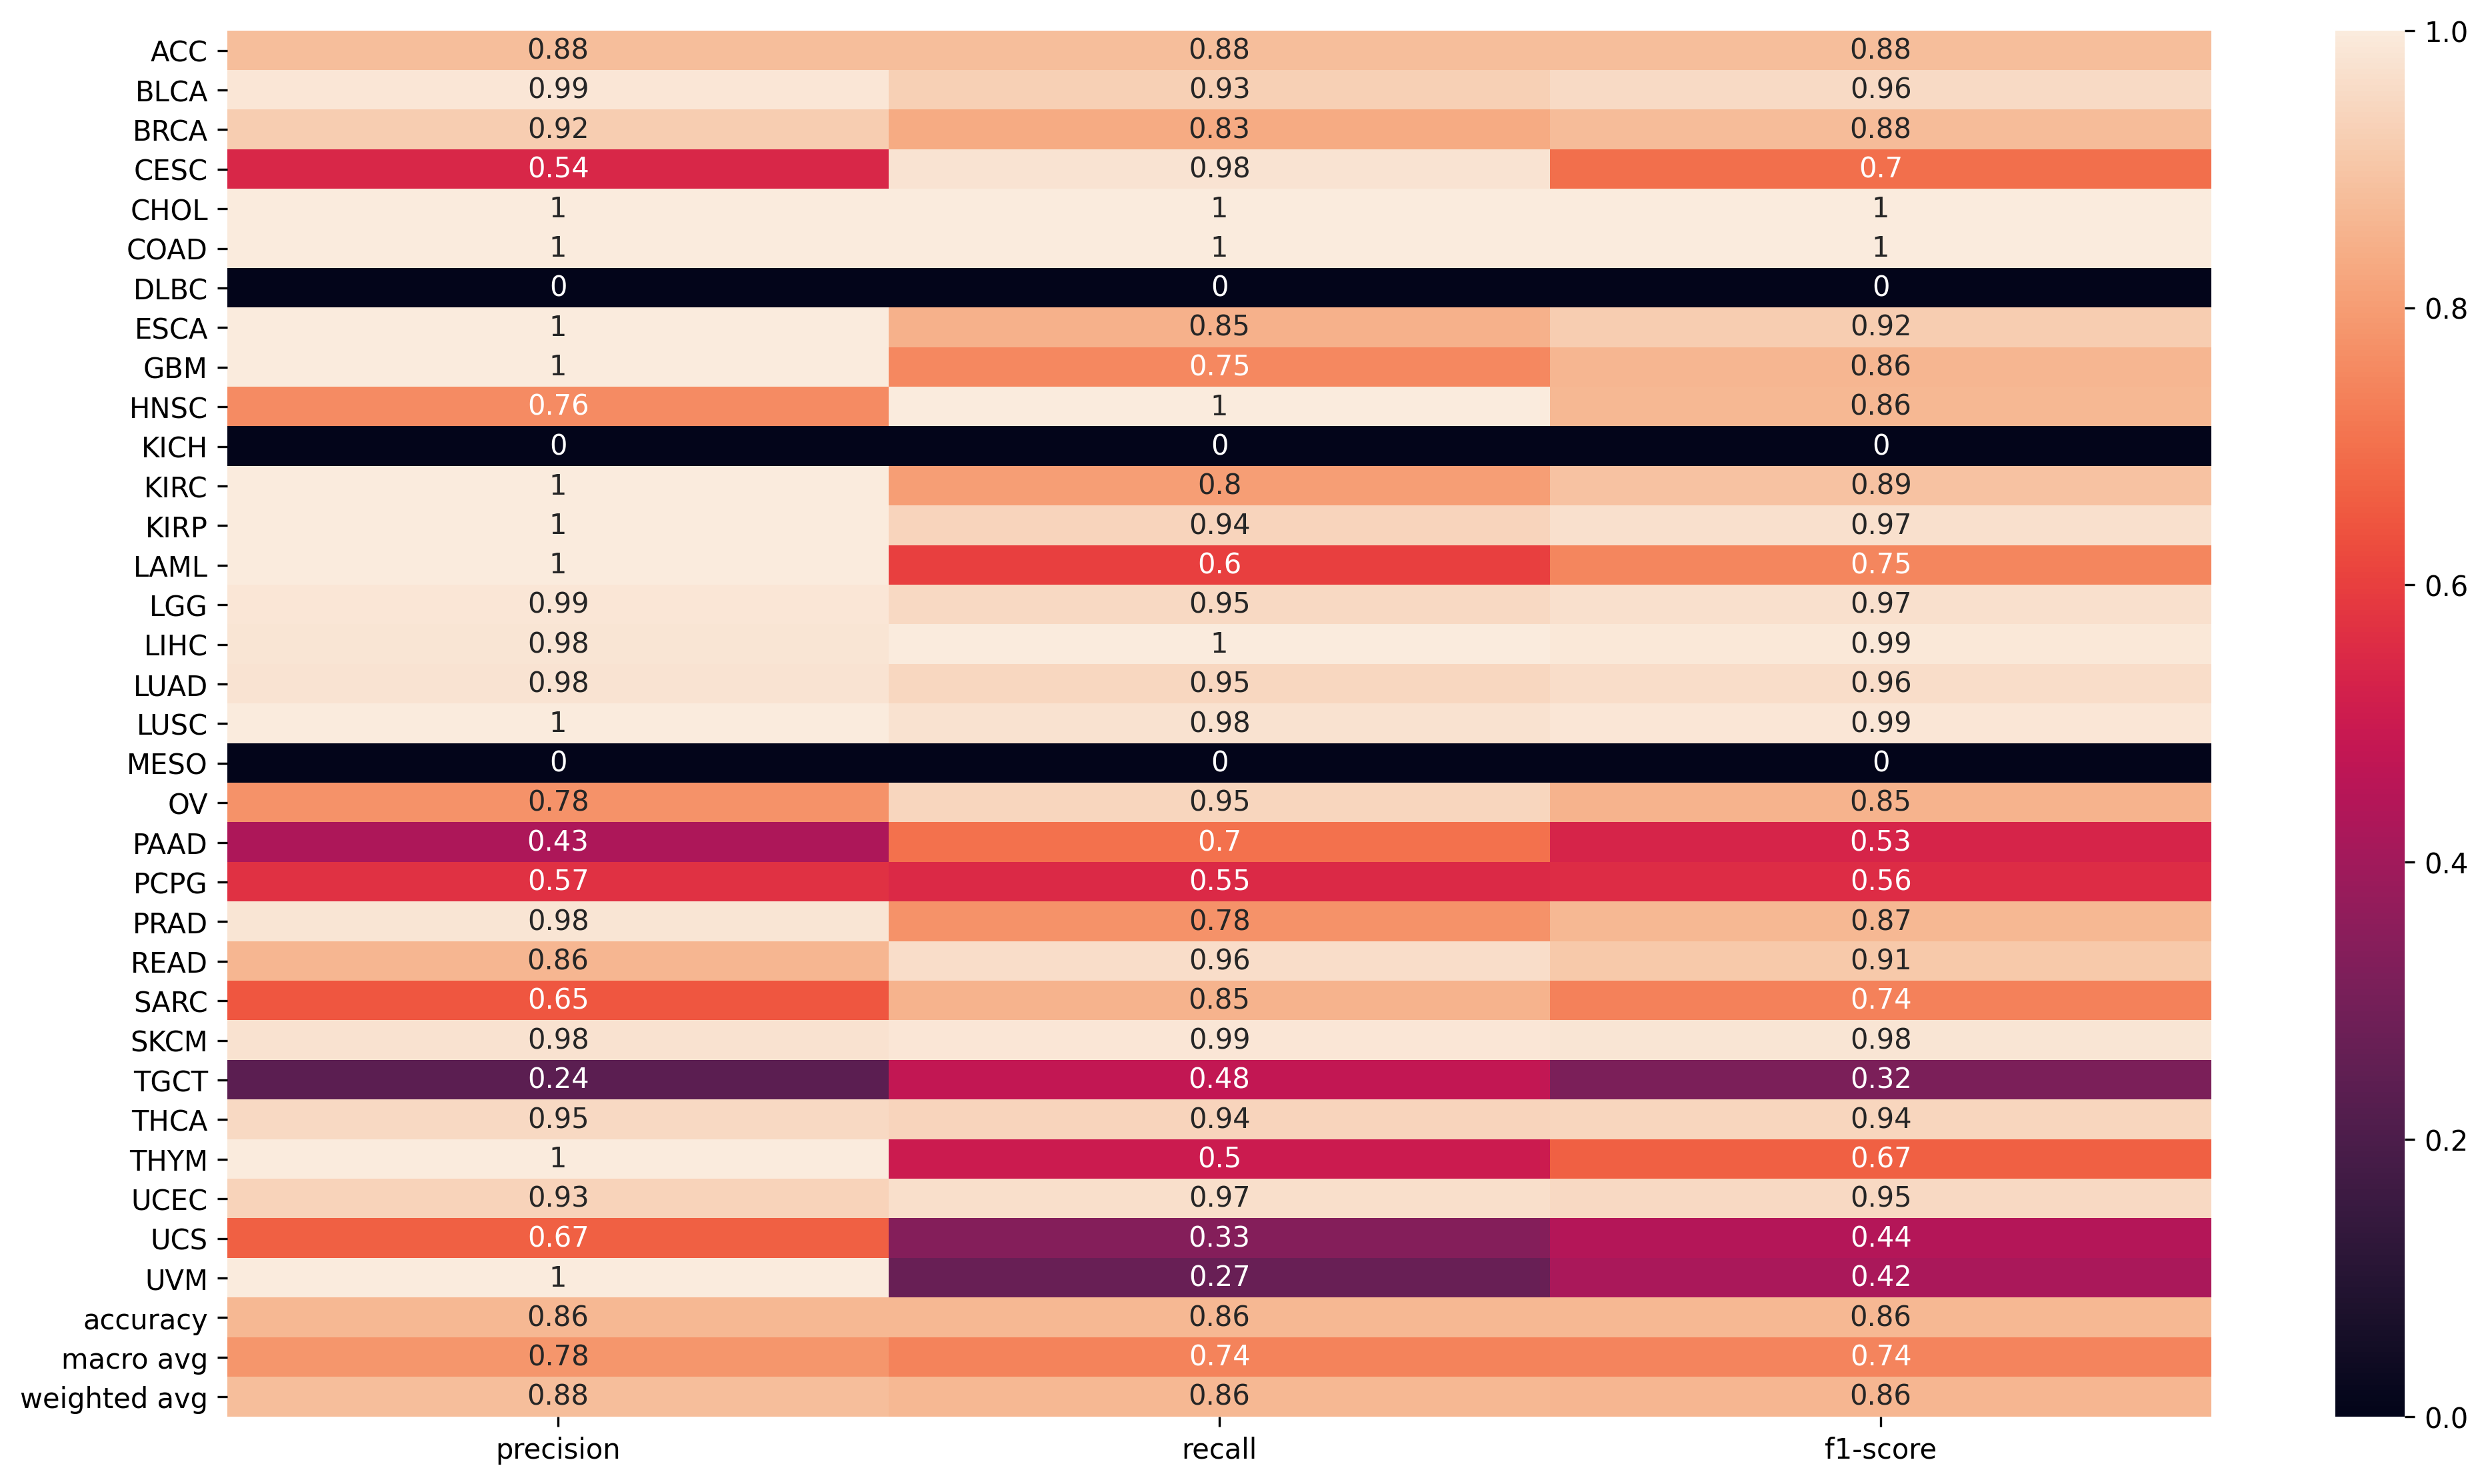 ACC 0.88 0.88 0.88 1.0
BLCA 0.99 0.93 0.96
BRCA 0.92 0.83 0.88
CESC 0.54 0.98 0.7
CHOL 1 1 1
COAD 1 1 1
DLBC 0 0 0
ESCA 1 0.85 0.92 0.8
GBM 1 0.75 0.86
HNSC 0.76 1 0.86
KICH 0 0 0
KIRC 1 0.8 0.89
KIRP 1 0.94 0.97
LAML 1 0.6 0.75 0.6
LGG 0.99 0.95 0.97
LIHC 0.98 1 0.99
LUAD 0.98 0.95 0.96
LUSC 1 0.98 0.99
MESO 0 0 0
OV 0.78 0.95 0.85
PAAD 0.43 0.7 0.53 0.4
PCPG 0.57 0.55 0.56
PRAD 0.98 0.78 0.87
READ 0.86 0.96 0.91
SARC 0.65 0.85 0.74
SKCM 0.98 0.99 0.98
TGCT 0.24 0.48 0.32
THCA 0.95 0.94 0.94 0.2
THYM 1 0.5 0.67
UCEC 0.93 0.97 0.95
UCS 0.67 0.33 0.44
UVM 1 0.27 0.42
accuracy 0.86 0.86 0.86
macro avg 0.78 0.74 0.74
weighted avg 0.88 0.86 0.86 0.0
precision recall f1-score